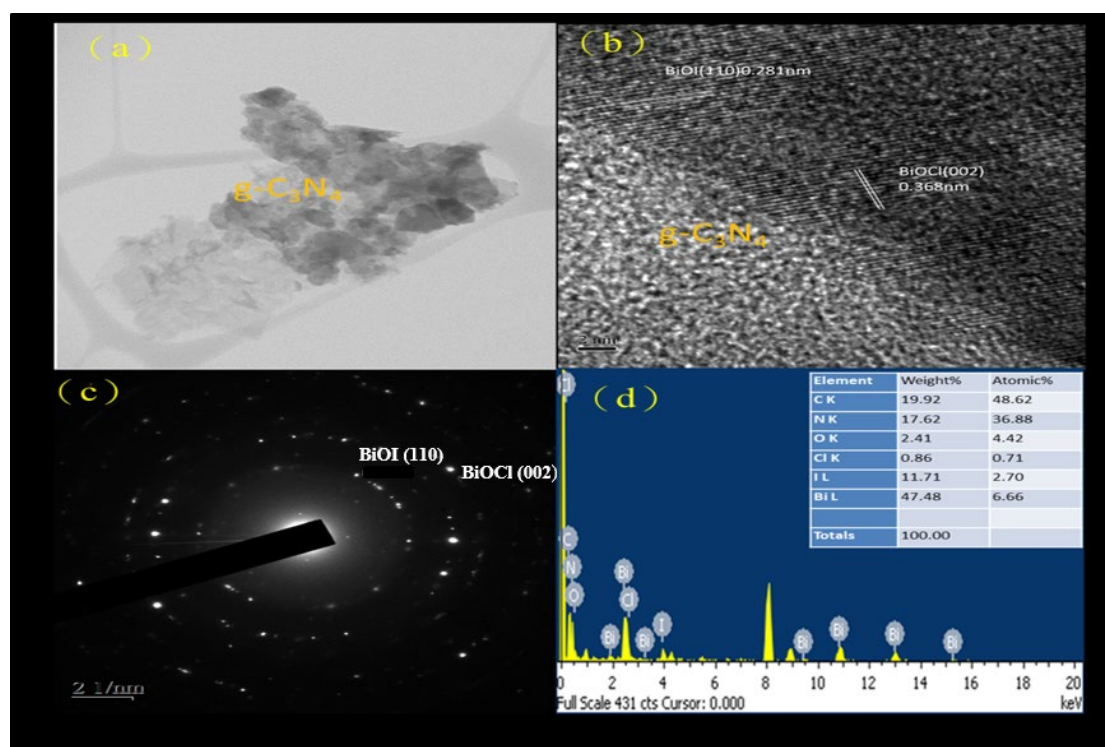 ( a )
g-C₃N₄
( b )
BiOI(110)0.281nm
BiOCl(002)
0.368nm
g-C₃N₄
2 nm
( c )
BiOI (110)
BiOCl (002)
2 1/nm
( d )
Element Weight% Atomic%
C K 19.92 48.62
N K 17.62 36.88
O K 2.41 4.42
Cl K 0.86 0.71
I L 11.71 2.70
Bi L 47.48 6.66
Totals 100.00
Cl
C
N
O
Bi
Bi
Cl
Bi
I
Bi
Bi
Bi
Bi
0 2 4 6 8 10 12 14 16 18 20
Full Scale 431 cts Cursor: 0.000 keV